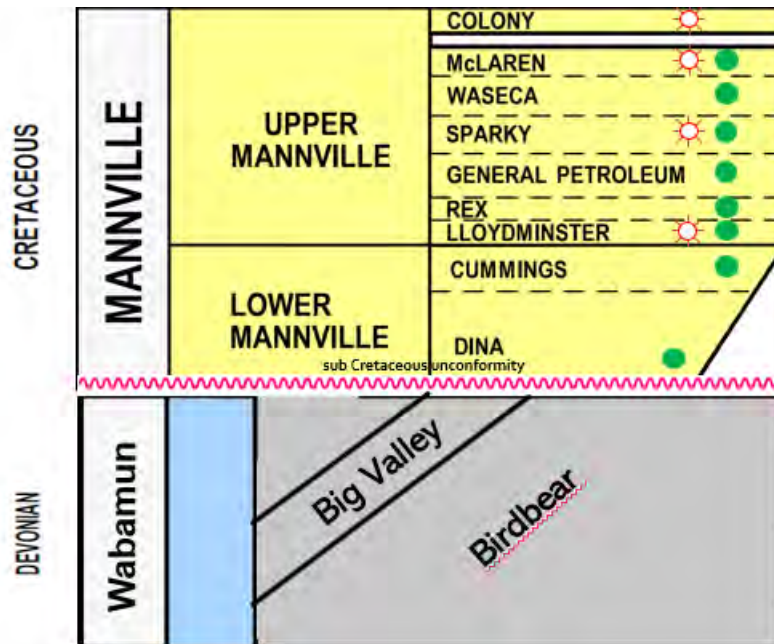 CRETACEOUS
MANNVILLE
UPPER
MANNVILLE
COLONY
McLAREN
WASECA
SPARKY
GENERAL PETROLEUM
REX
LLOYDMINSTER
LOWER
MANNVILLE
CUMMINGS
DINA
sub Cretaceous unconformity
DEVONIAN
Wabamun
Big Valley
Birdbear